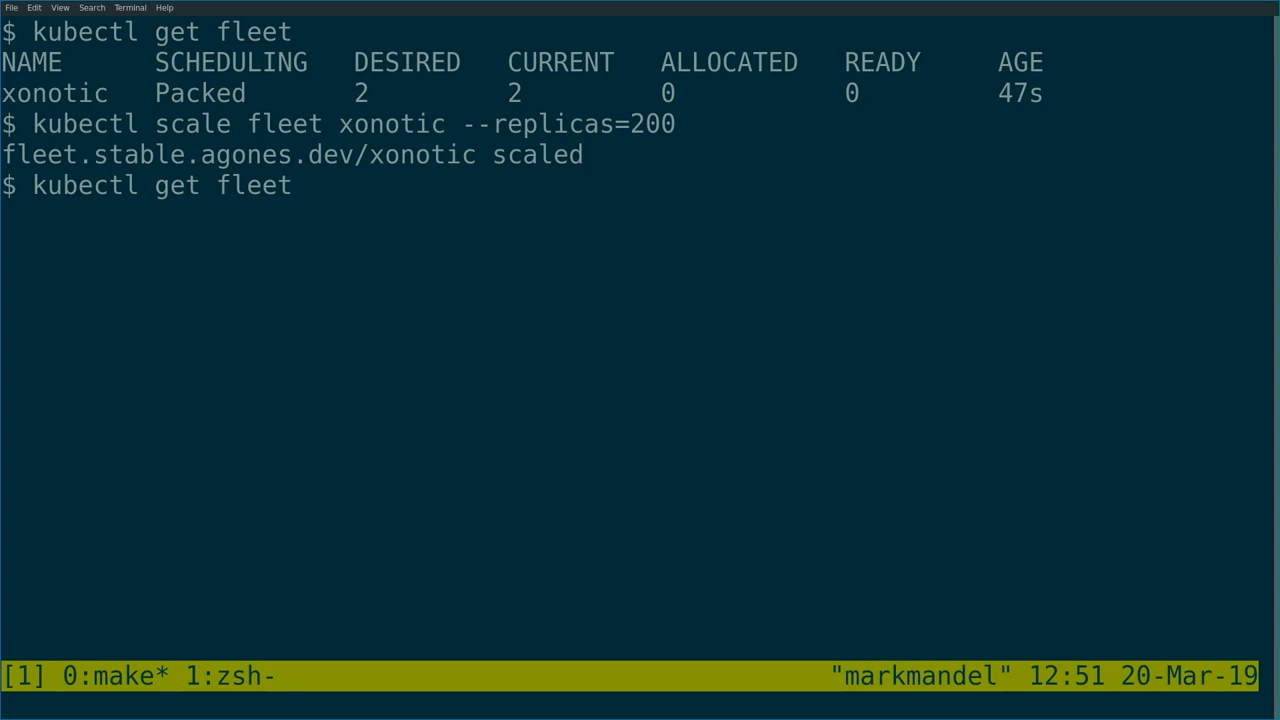 File Edit View Search Terminal Help
$ kubectl get fleet
NAME SCHEDULING DESIRED CURRENT ALLOCATED READY AGE
xonotic Packed 2 2 0 0 47s
$ kubectl scale fleet xonotic --replicas=200
fleet.stable.agones.dev/xonotic scaled
$ kubectl get fleet
[1] 0:make* 1:zsh- "markmandel" 12:51 20-Mar-19